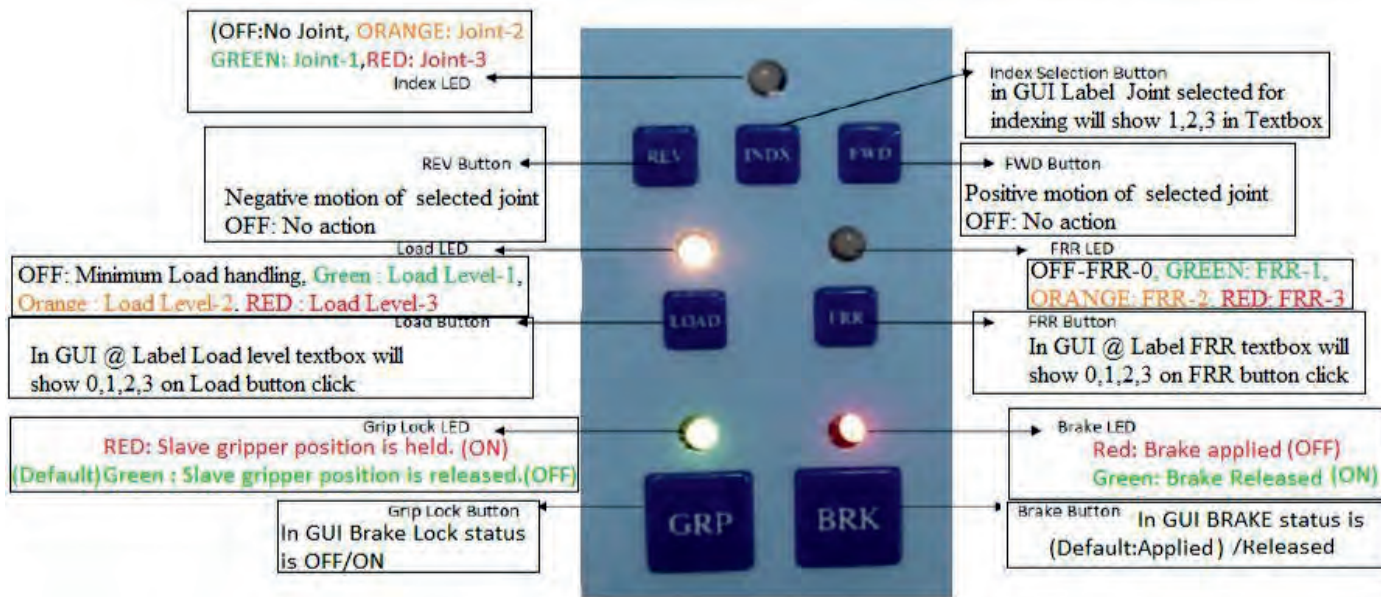 (OFF:No Joint, ORANGE: Joint-2
GREEN: Joint-1,RED: Joint-3
Index LED
Index Selection Button
in GUI Label Joint selected for
indexing will show 1,2,3 in Textbox
REV
INDX
FWD
REV Button
Negative motion of selected joint
OFF: No action
FWD Button
Positive motion of selected joint
OFF: No action
Load LED
OFF: Minimum Load handling, Green : Load Level-1,
Orange : Load Level-2. RED : Load Level-3
FRR LED
OFF-FRR-0, GREEN: FRR-1,
ORANGE: FRR-2, RED: FRR-3
LOAD
FRR
Load Button
In GUI @ Label Load level textbox will
show 0,1,2,3 on Load button click
FRR Button
In GUI @ Label FRR textbox will
show 0,1,2,3 on FRR button click
Grip Lock LED
RED: Slave gripper position is held. (ON)
(Default)Green : Slave gripper position is released.(OFF)
Brake LED
Red: Brake applied (OFF)
Green: Brake Released (ON)
GRP
BRK
Grip Lock Button
In GUI Brake Lock status
is OFF/ON
Brake Button In GUI BRAKE status is
(Default:Applied ) /Released